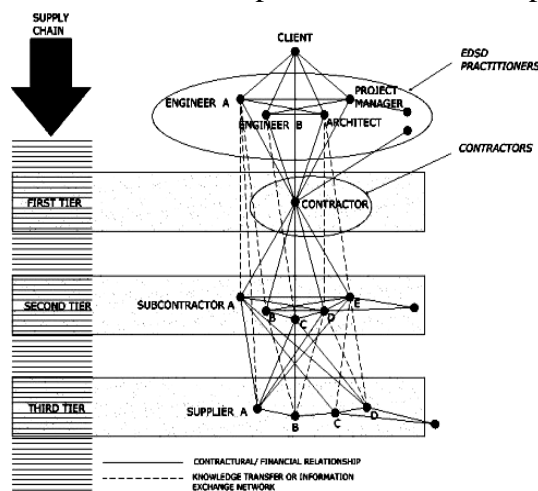 SUPPLY
CHAIN
CLIENT
EDSD
PRACTITIONERS
ENGINEER A
PROJECT
MANAGER
ENGINEER B
ARCHITECT
CONTRACTORS
FIRST TIER
CONTRACTOR
SECOND TIER
SUBCONTRACTOR A
B
C
D
E
THIRD TIER
SUPPLIER A
B
C
D
CONTRACTURAL/ FINANCIAL RELATIONSHIP
KNOWLEDGE TRANSFER OR INFORMATION
EXCHANGE NETWORK